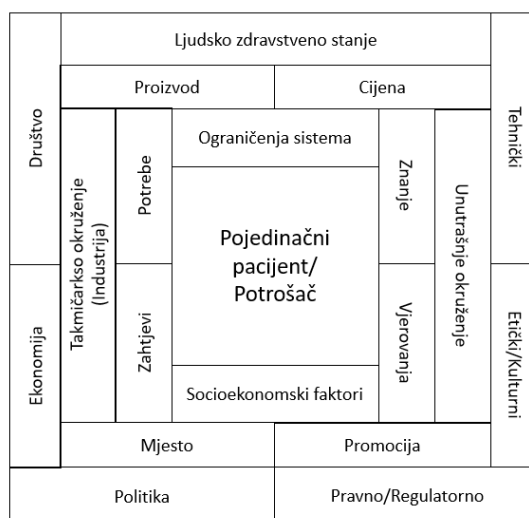 Ljudsko zdravstveno stanje
Proizvod
Cijena
Društvo
Tehnički
Takmičarkso okruženje
(Industrija)
Potrebe
Ograničenja sistema
Znanje
Unutrašnje okruženje
Pojedinačni
pacijent/
Potrošač
Ekonomija
Zahtjevi
Vjerovanja
Etički/Kulturni
Socioekonomski faktori
Mjesto
Promocija
Politika
Pravno/Regulatorno